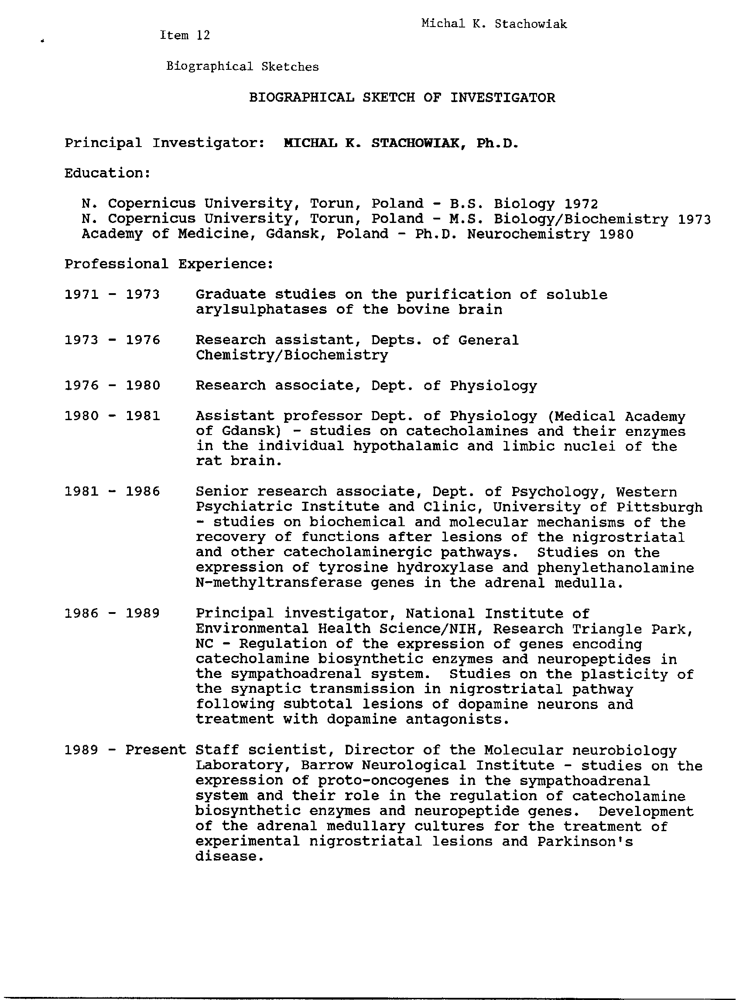 Michal K. Stachowiak
Item 12
Biographical Sketches
BIOGRAPHICAL SKETCH OF INVESTIGATOR
Principal Investigator: MICHAL K. STACHOWIAK, Ph.D.
Education:
N. Copernicus University, Torun, Poland - B.S. Biology 1972
N. Copernicus University, Torun, Poland - M.S. Biology/Biochemistry 1973
Academy of Medicine, Gdansk, Poland - Ph.D. Neurochemistry 1980
Professional Experience:
1971 - 1973 Graduate studies on the purification of soluble
arylsulphatases of the bovine brain
1973 - 1976 Research assistant, Depts. of General
Chemistry/Biochemistry
1976 - 1980 Research associate, Dept. of Physiology
1980 - 1981 Assistant professor Dept. of Physiology (Medical Academy
of Gdansk) - studies on catecholamines and their enzymes
in the individual hypothalamic and limbic nuclei of the
rat brain.
1981 - 1986 Senior research associate, Dept. of Psychology, Western
Psychiatric Institute and Clinic, University of Pittsburgh
- studies on biochemical and molecular mechanisms of the
recovery of functions after lesions of the nigrostriatal
and other catecholaminergic pathways. Studies on the
expression of tyrosine hydroxylase and phenylethanolamine
N-methyltransferase genes in the adrenal medulla.
1986 - 1989 Principal investigator, National Institute of
Environmental Health Science/NIH, Research Triangle Park,
NC - Regulation of the expression of genes encoding
catecholamine biosynthetic enzymes and neuropeptides in
the sympathoadrenal system. Studies on the plasticity of
the synaptic transmission in nigrostriatal pathway
following subtotal lesions of dopamine neurons and
treatment with dopamine antagonists.
1989 - Present Staff scientist, Director of the Molecular neurobiology
Laboratory, Barrow Neurological Institute - studies on the
expression of proto-oncogenes in the sympathoadrenal
system and their role in the regulation of catecholamine
biosynthetic enzymes and neuropeptide genes. Development
of the adrenal medullary cultures for the treatment of
experimental nigrostriatal lesions and Parkinson's
disease.